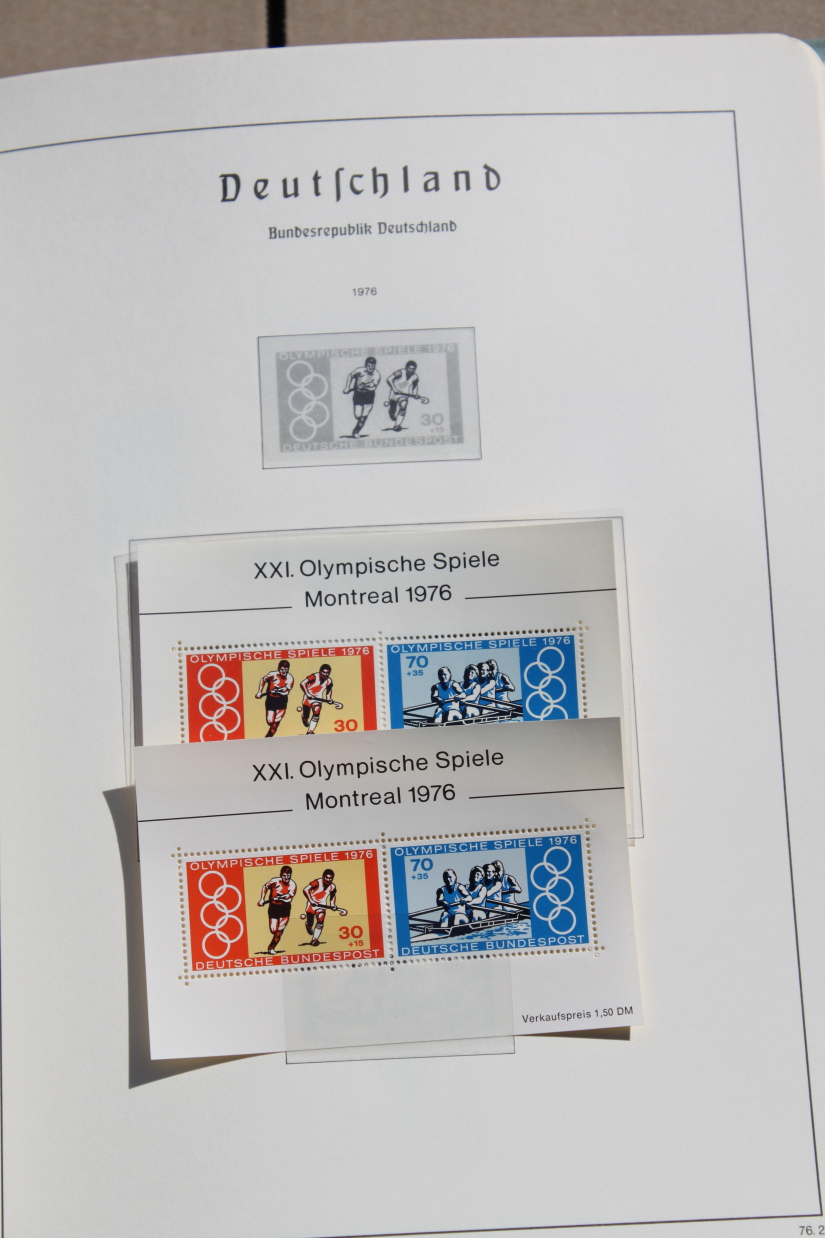 Deutſchland
Bundesrepublik Deutschland
1976
OLYMPISCHE SPIELE 1976
30
+15
DEUTSCHE BUNDESPOST
XXI. Olympische Spiele
Montreal 1976
OLYMPISCHE SPIELE 1976
30
OLYMPISCHE SPIELE 1976
70
+35
XXI. Olympische Spiele
Montreal 1976
OLYMPISCHE SPIELE 1976
30
+15
DEUTSCHE BUNDESPOST
OLYMPISCHE SPIELE 1976
70
+35
DEUTSCHE BUNDESPOST
Verkaufspreis 1,50 DM
76. 2